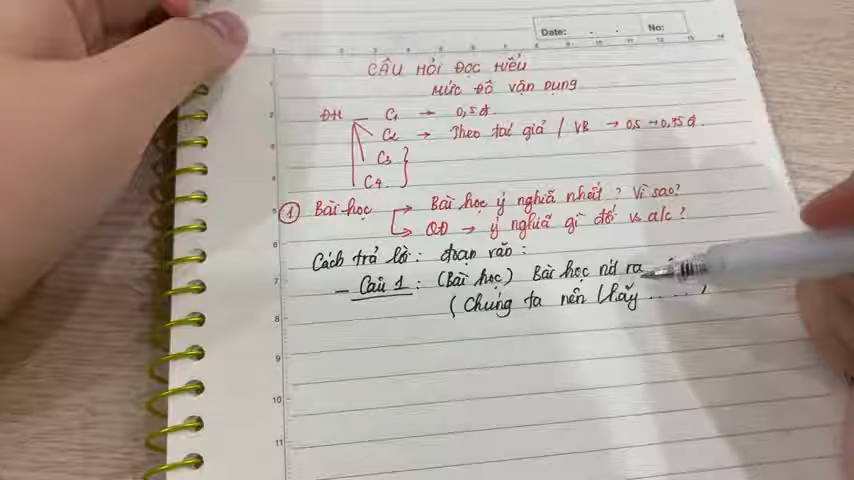 Date: . . No:
CÂU HỎI ĐỌC HIỂU
MỨC ĐỘ VẬN DỤNG
ĐH — C1 → 0,5đ
C2 → Theo tác giả / VB → 0,5 → 0,75đ.
C3
C4
① Bài học → Bài học ý nghĩa nhất? Vì sao?
QĐ → ý nghĩa gì đối vs a/c?
Cách trả lời: đoạn văn:
- Câu 1: (Bài học) Bài học rút ra
(Chúng ta nên / hãy .....)